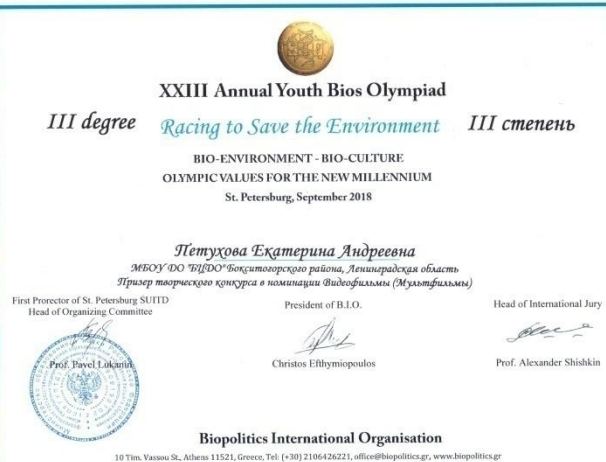 XXIII Annual Youth Bios Olympiad
III degree Racing to Save the Environment III степень
BIO-ENVIRONMENT - BIO-CULTURE
OLYMPIC VALUES FOR THE NEW MILLENNIUM
St. Petersburg, September 2018
Петухова Екатерина Андреевна
МБОУ ДО "БЦДО" Бокситогорского района, Ленинградская область
Призер творческого конкурса в номинации Видеофильмы (Мультфильмы)
First Prorector of St. Petersburg SUITD
Head of Organizing Committee
President of B.I.O.
Head of International Jury
Prof. Pavel Lukanin
Christos Efthymiopoulos
Prof. Alexander Shishkin
Biopolitics International Organisation
10 Tim. Vassou St., Athens 11521, Greece, Tel: (+30) 2106426221, office@biopolitics.gr, www.biopolitics.gr